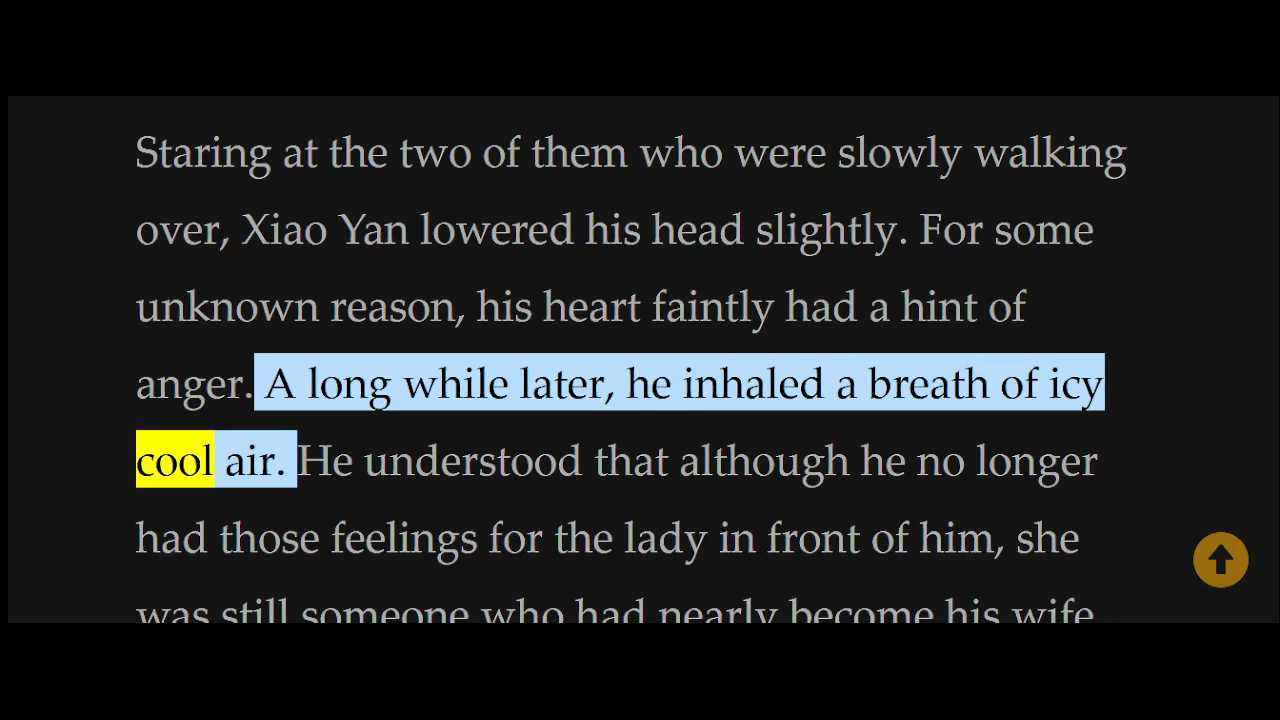 Staring at the two of them who were slowly walking
over, Xiao Yan lowered his head slightly. For some
unknown reason, his heart faintly had a hint of
anger. A long while later, he inhaled a breath of icy
cool air. He understood that although he no longer
had those feelings for the lady in front of him, she
was still someone who had nearly become his wife